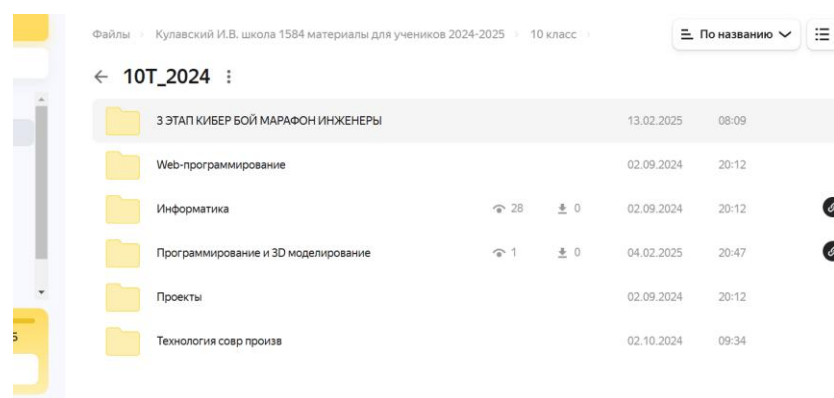 Файлы Кулавский И.В. школа 1584 материалы для учеников 2024-2025 10 класс
По названию
10Т_2024
3 ЭТАП КИБЕР БОЙ МАРАФОН ИНЖЕНЕРЫ 13.02.2025 08:09
Web-программирование 02.09.2024 20:12
Информатика 28 0 02.09.2024 20:12
Программирование и 3D моделирование 1 0 04.02.2025 20:47
Проекты 02.09.2024 20:12
Технология совр произв 02.10.2024 09:34